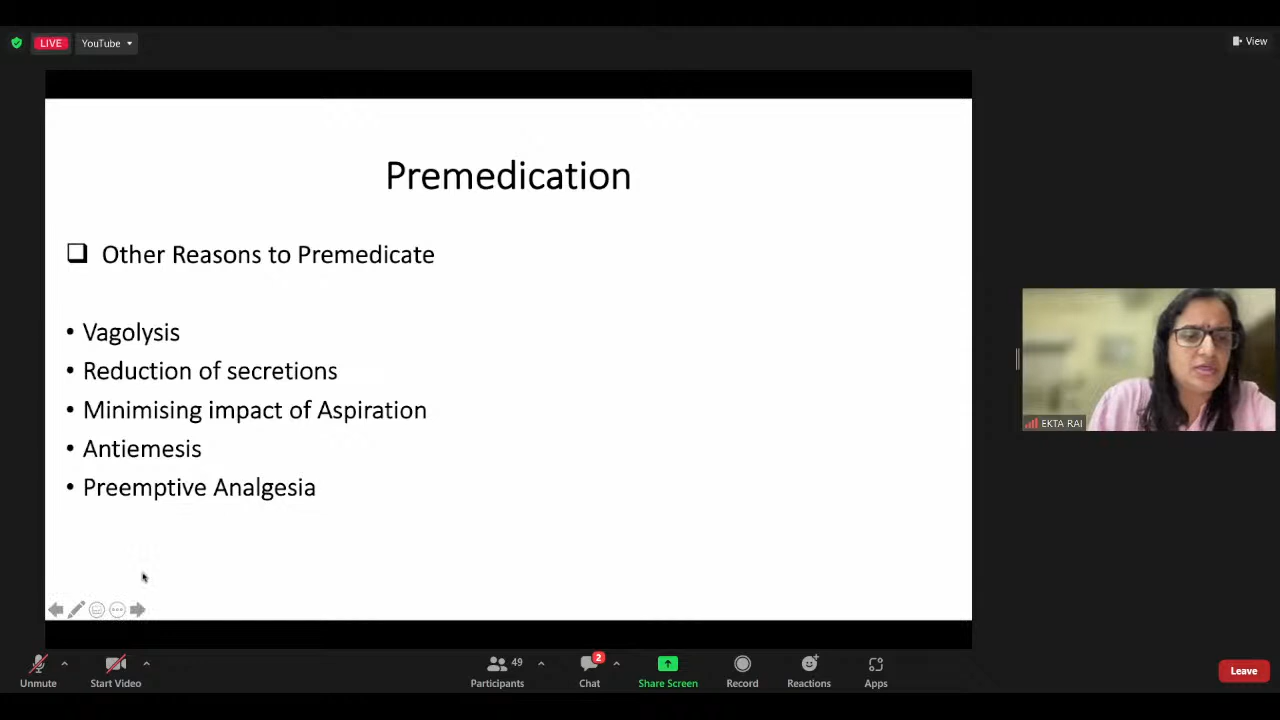 LIVE
YouTube
View
Premedication
Other Reasons to Premedicate
• Vagolysis
• Reduction of secretions
• Minimising impact of Aspiration
• Antiemesis
• Preemptive Analgesia
EKTA RAI
Unmute
Start Video
49
Participants
2
Chat
Share Screen
Record
Reactions
Apps
Leave